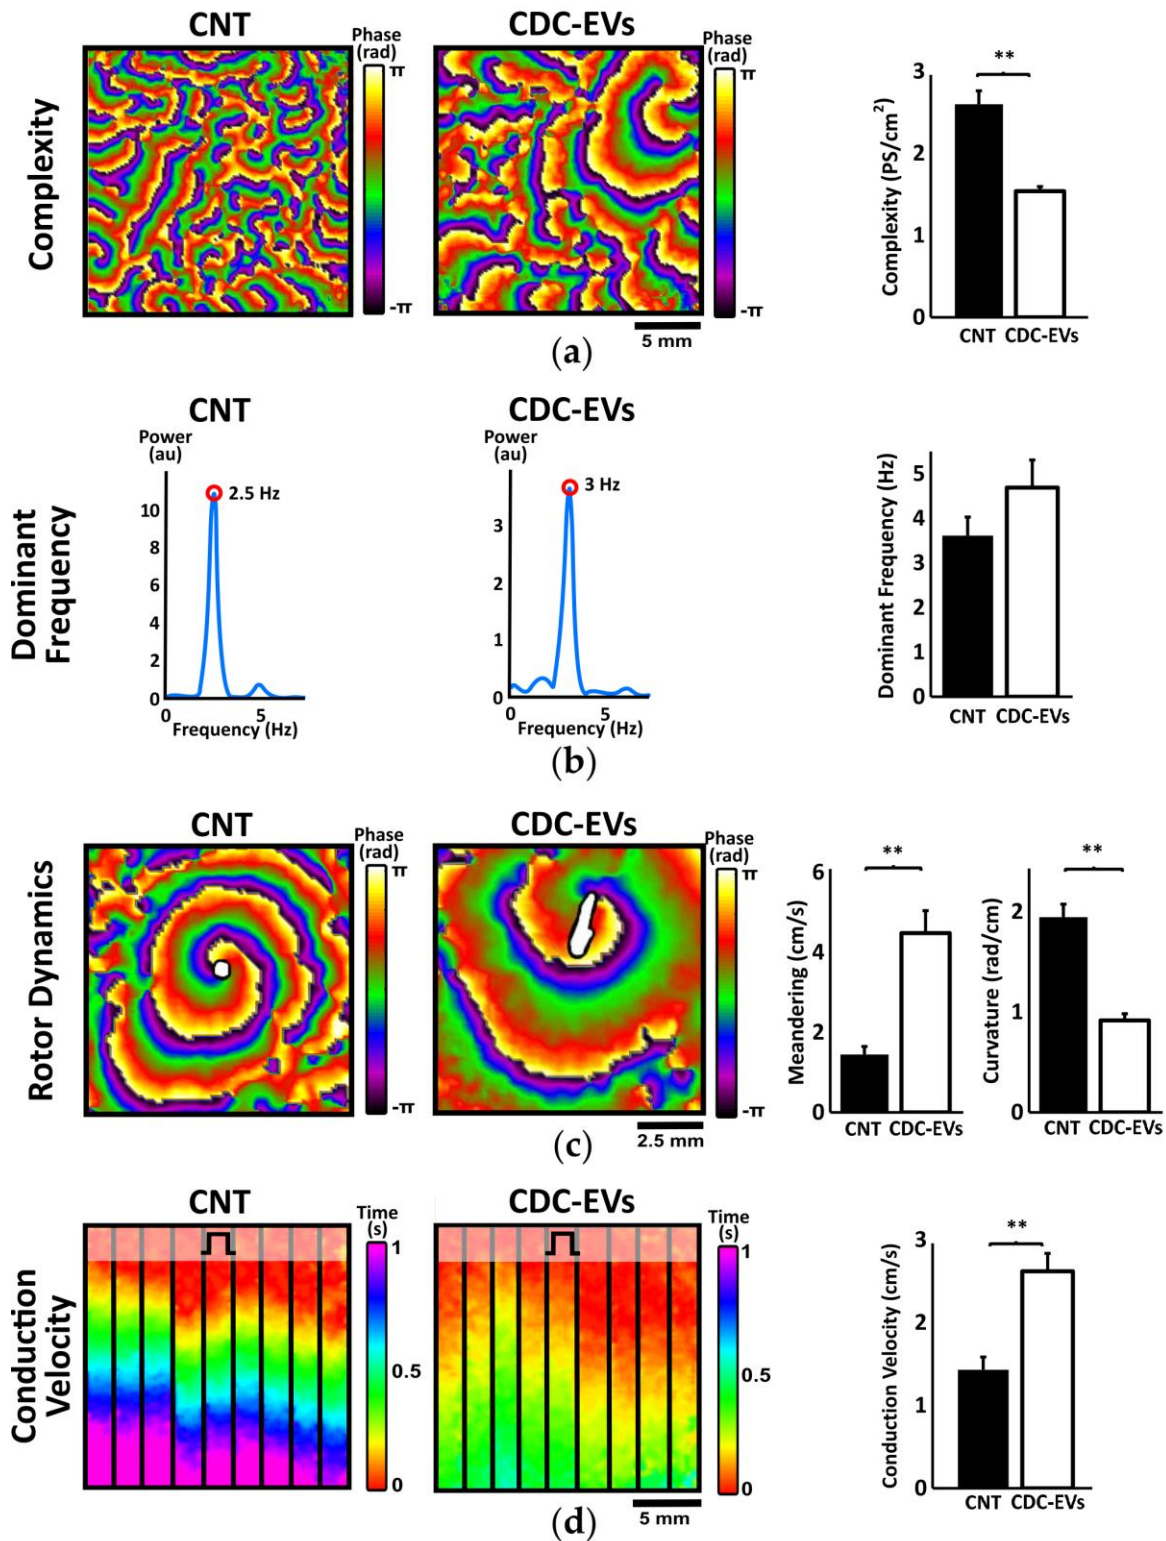 CNT
CDC-EVs
Complexity
Phase
(rad)
π
-π
Phase
(rad)
π
-π
5 mm
**
Complexity (PS/cm²)
3
2
1
0
CNT CDC-EVs
(a)
CNT
CDC-EVs
Dominant
Frequency
Power
(au)
10
8
6
4
2
0
2.5 Hz
0 5
Frequency (Hz)
Power
(au)
3
2
1
0
3 Hz
0 5
Frequency (Hz)
Dominant Frequency (Hz)
5
4
3
2
1
0
CNT CDC-EVs
(b)
CNT
CDC-EVs
Rotor Dynamics
Phase
(rad)
π
-π
Phase
(rad)
π
-π
2.5 mm
**
Meandering (cm/s)
6
4
2
0
CNT CDC-EVs
**
Curvature (rad/cm)
2
1
0
CNT CDC-EVs
(c)
CNT
CDC-EVs
Conduction
Velocity
Time
(s)
1
0.5
0
Time
(s)
1
0.5
0
5 mm
**
Conduction Velocity (cm/s)
3
2
1
0
CNT CDC-EVs
(d)